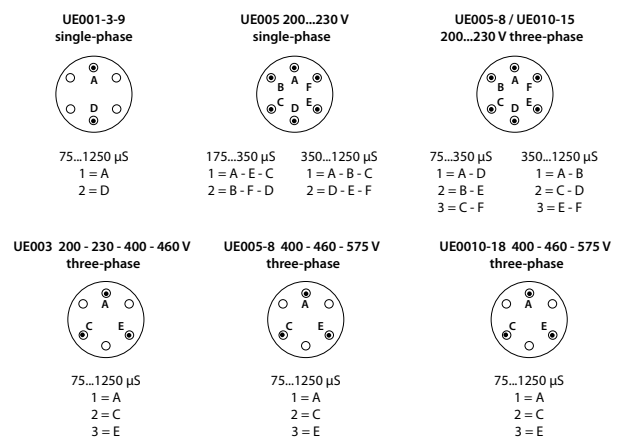 UE001-3-9
single-phase
A
D
75...1250 µS
1 = A
2 = D
UE005 200...230 V
single-phase
B A F
C D E
175...350 µS 350...1250 µS
1 = A - E - C 1 = A - B - C
2 = B - F - D 2 = D - E - F
UE005-8 / UE010-15
200...230 V three-phase
B A F
C D E
75...350 µS 350...1250 µS
1 = A - D 1 = A - B
2 = B - E 2 = C - D
3 = C - F 3 = E - F
UE003 200 - 230 - 400 - 460 V
three-phase
A
C E
75...1250 µS
1 = A
2 = C
3 = E
UE005-8 400 - 460 - 575 V
three-phase
A
C E
75...1250 µS
1 = A
2 = C
3 = E
UE0010-18 400 - 460 - 575 V
three-phase
A
C E
75...1250 µS
1 = A
2 = C
3 = E